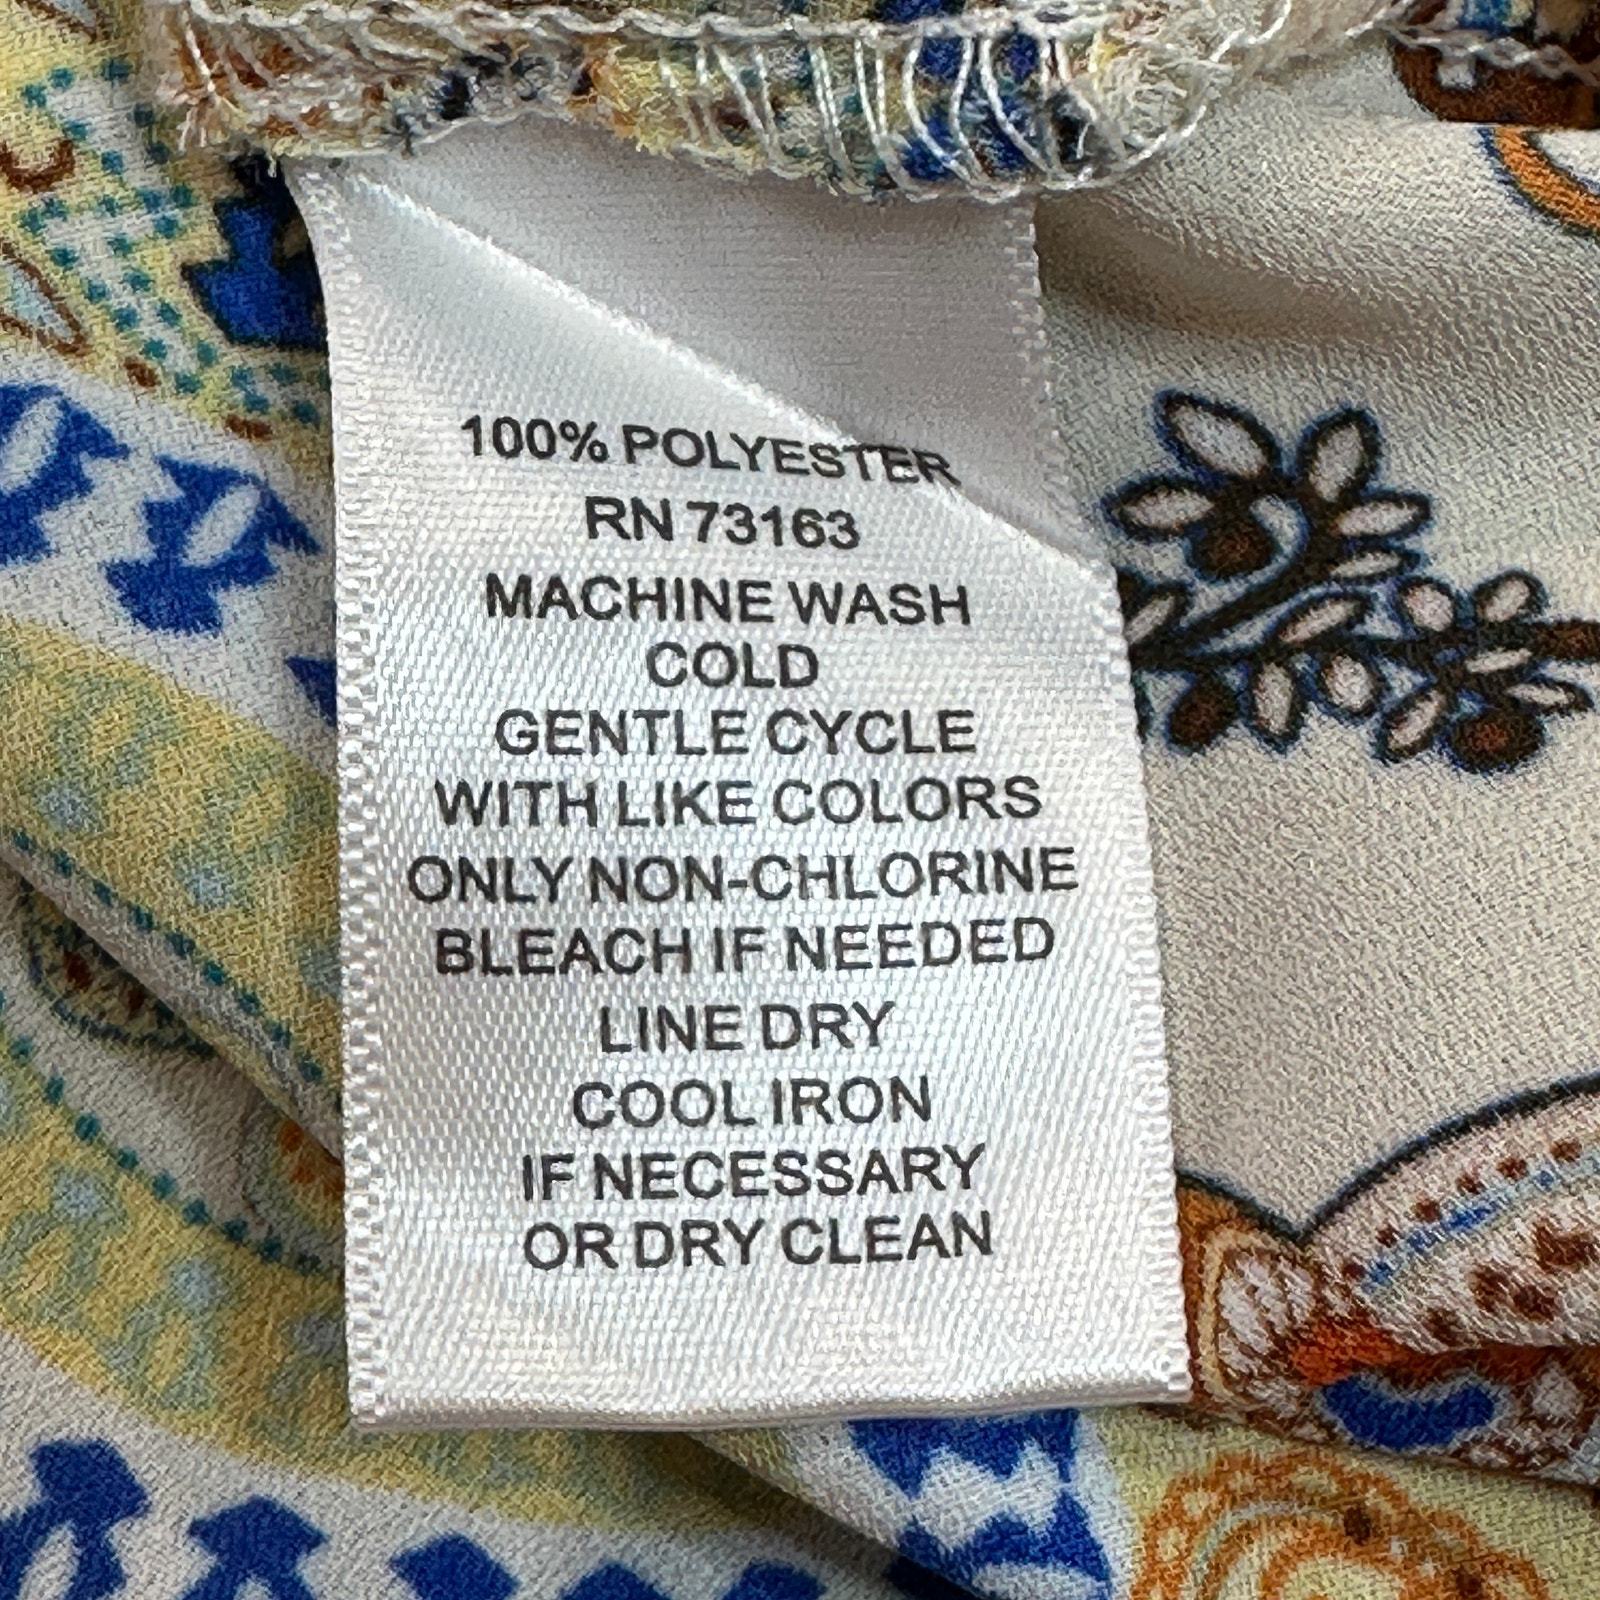 100% POLYESTER
RN 73163
MACHINE WASH
COLD
GENTLE CYCLE
WITH LIKE COLORS
ONLY NON-CHLORINE
BLEACH IF NEEDED
LINE DRY
COOL IRON
IF NECESSARY
OR DRY CLEAN